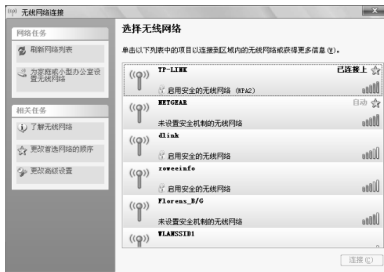 无线网络连接
网络任务
刷新网络列表
为家庭或小型办公室设置无线网络
相关任务
了解无线网络
更改首选网络的顺序
更改高级设置
选择无线网络
单击以下列表中的项目以连接到区域内的无线网络或获得更多信息(W)。
TP-LINK 已连接上
启用安全的无线网络 (WPA2)
NETGEAR 自动
未设置安全机制的无线网络
dlink
启用安全的无线网络
zoweeinfo
启用安全的无线网络
Florens_B/G
未设置安全机制的无线网络
WLANSSID1
连接(C)